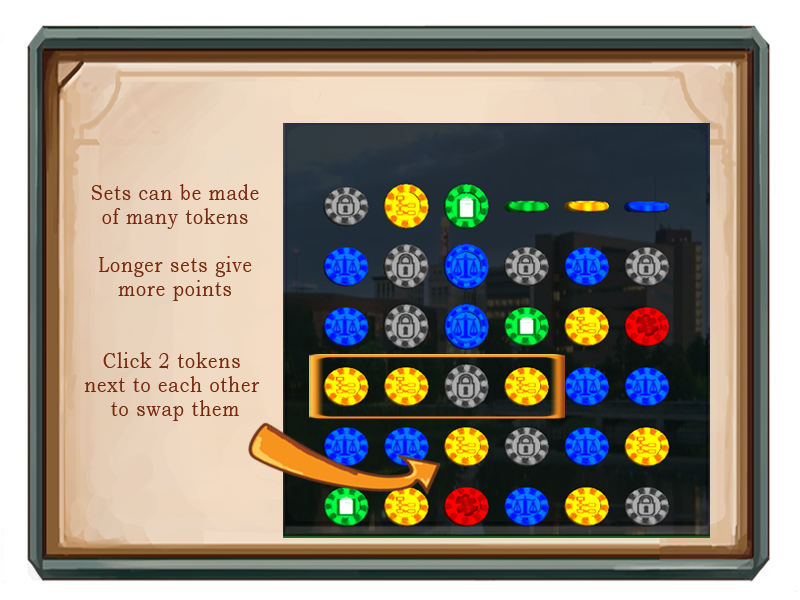 Sets can be made
of many tokens
Longer sets give
more points
Click 2 tokens
next to each other
to swap them